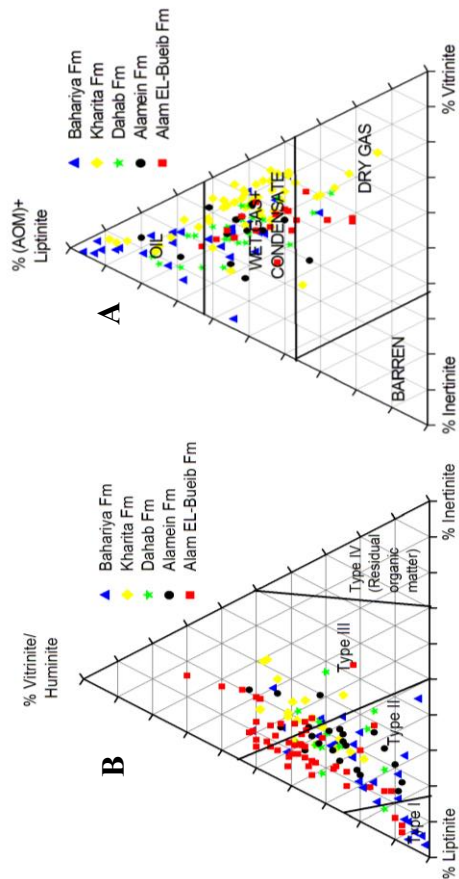 A
% (AOM)+
Liptinite
Bahariya Fm
Kharita Fm
Dahab Fm
Alamein Fm
Alam EL-Bueib Fm
OIL
WET GAS+
CONDENSATE
DRY GAS
BARREN
% Inertinite
% Vitrinite
B
% Vitrinite/
Huminite
Bahariya Fm
Kharita Fm
Dahab Fm
Alamein Fm
Alam EL-Bueib Fm
Type III
Type IV
(Residual
organic
matter)
Type II
Type I
% Liptinite
% Inertinite